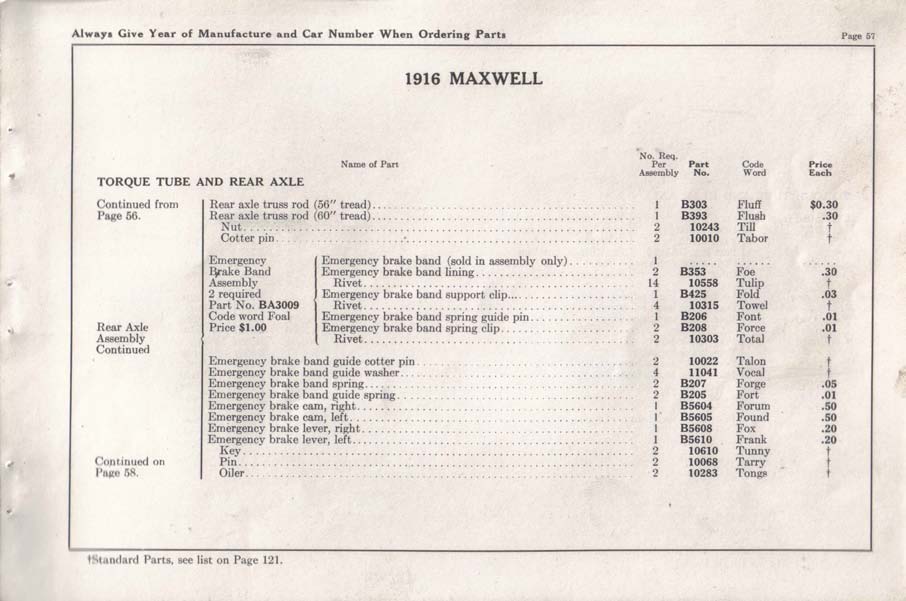 Always Give Year of Manufacture and Car Number When Ordering Parts Page 57
1916 MAXWELL
Name of Part No. Req. Per Assembly Part No. Code Word Price Each
TORQUE TUBE AND REAR AXLE
Continued from Page 56.
Rear axle truss rod (56" tread) 1 B303 Fluff $0.30
Rear axle truss rod (60" tread) 1 B393 Flush .30
Nut 2 10243 Till †
Cotter pin 2 10010 Tabor †
Rear Axle Assembly Continued
Emergency Brake Band Assembly 2 required Part No. BA3009 Code word Foal Price $1.00
Emergency brake band (sold in assembly only) 1 ..... ..... .....
Emergency brake band lining 2 B353 Foe .30
Rivet 14 10558 Tulip †
Emergency brake band support clip 1 B425 Fold .03
Rivet 4 10315 Towel †
Emergency brake band spring guide pin 1 B206 Font .01
Emergency brake band spring clip 2 B208 Force .01
Rivet 2 10303 Total †
Emergency brake band guide cotter pin 2 10022 Talon †
Emergency brake band guide washer 4 11041 Vocal †
Emergency brake band spring 2 B207 Forge .05
Emergency brake band guide spring 2 B205 Fort .01
Emergency brake cam, right 1 B5604 Forum .50
Emergency brake cam, left 1 B5605 Found .50
Emergency brake lever, right 1 B5608 Fox .20
Emergency brake lever, left 1 B5610 Frank .20
Key 2 10610 Tunny †
Pin 2 10068 Tarry †
Oiler 2 10283 Tongs †
Continued on Page 58.
†Standard Parts, see list on Page 121.